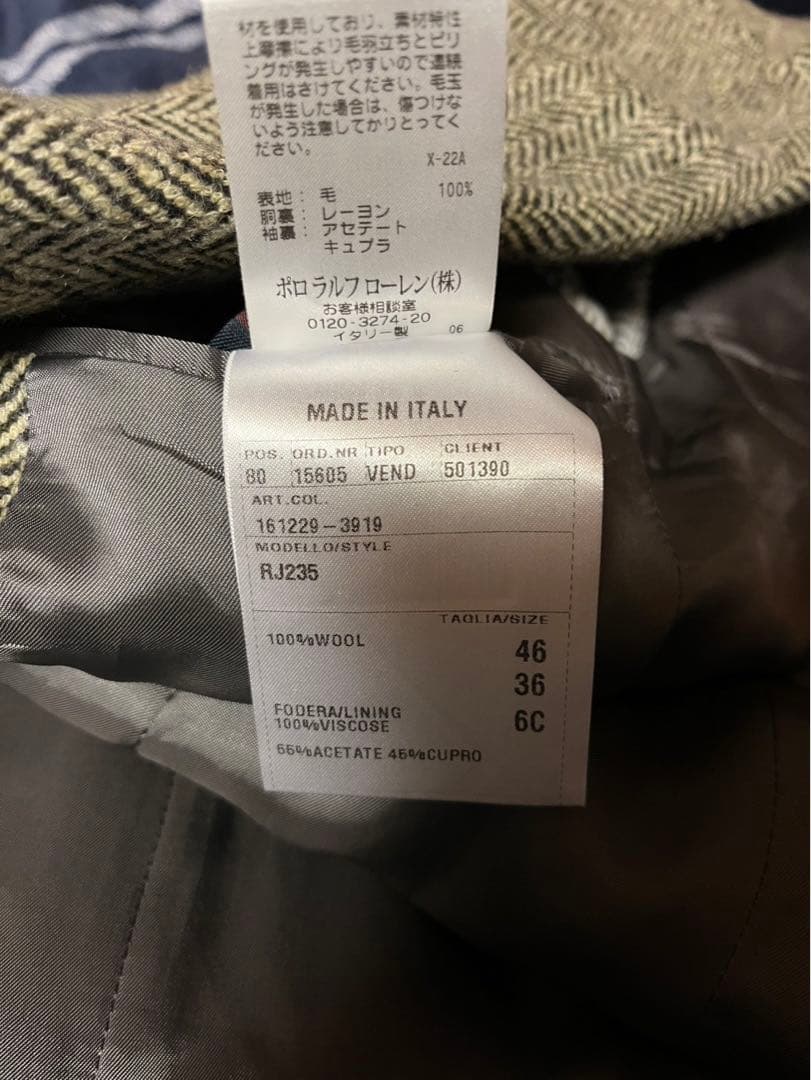 材を使用しており、素材特性
上摩擦により毛羽立ちとピリ
ングが発生しやすいので連続
着用はさけてください。毛玉
が発生した場合は、傷つけな
いよう注意してかりとってく
ださい。
X-22A
表地： 毛 100%
胴裏： レーヨン
袖裏： アセテート
キュプラ
ポロ ラルフ ローレン(株)
お客様相談室
0120-3274-20
イタリー製 06
MADE IN ITALY
POS. ORD.NR TIPO CLIENT
80 15605 VEND 501390
ART.COL.
161229-3919
MODELLO/STYLE
RJ235
TAGLIA/SIZE
100%WOOL 46
36
FODERA/LINING 6C
100%VISCOSE
55%ACETATE 45%CUPRO